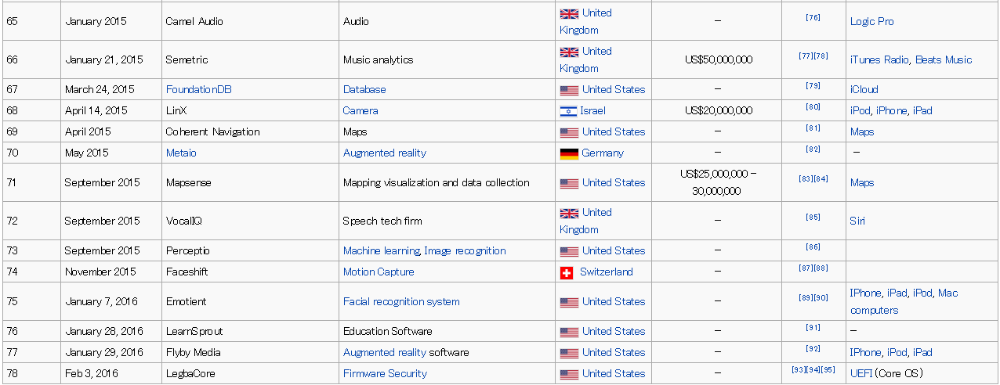 65 January 2015 Camel Audio Audio United Kingdom – [76] Logic Pro
66 January 21, 2015 Semetric Music analytics United Kingdom US$50,000,000 [77][78] iTunes Radio, Beats Music
67 March 24, 2015 FoundationDB Database United States – [79] iCloud
68 April 14, 2015 LinX Camera Israel US$20,000,000 [80] iPod, iPhone, iPad
69 April 2015 Coherent Navigation Maps United States – [81] Maps
70 May 2015 Metaio Augmented reality Germany – [82] –
71 September 2015 Mapsense Mapping visualization and data collection United States US$25,000,000 – 30,000,000 [83][84] Maps
72 September 2015 VocalIQ Speech tech firm United Kingdom – [85] Siri
73 September 2015 Perceptio Machine learning, Image recognition United States – [86]
74 November 2015 Faceshift Motion Capture Switzerland – [87][88]
75 January 7, 2016 Emotient Facial recognition system United States – [89][90] IPhone, iPad, iPod, Mac computers
76 January 28, 2016 LearnSprout Education Software United States – [91] –
77 January 29, 2016 Flyby Media Augmented reality software United States – [92] IPhone, iPod, iPad
78 Feb 3, 2016 LegbaCore Firmware Security United States – [93][94][95] UEFI (Core OS)